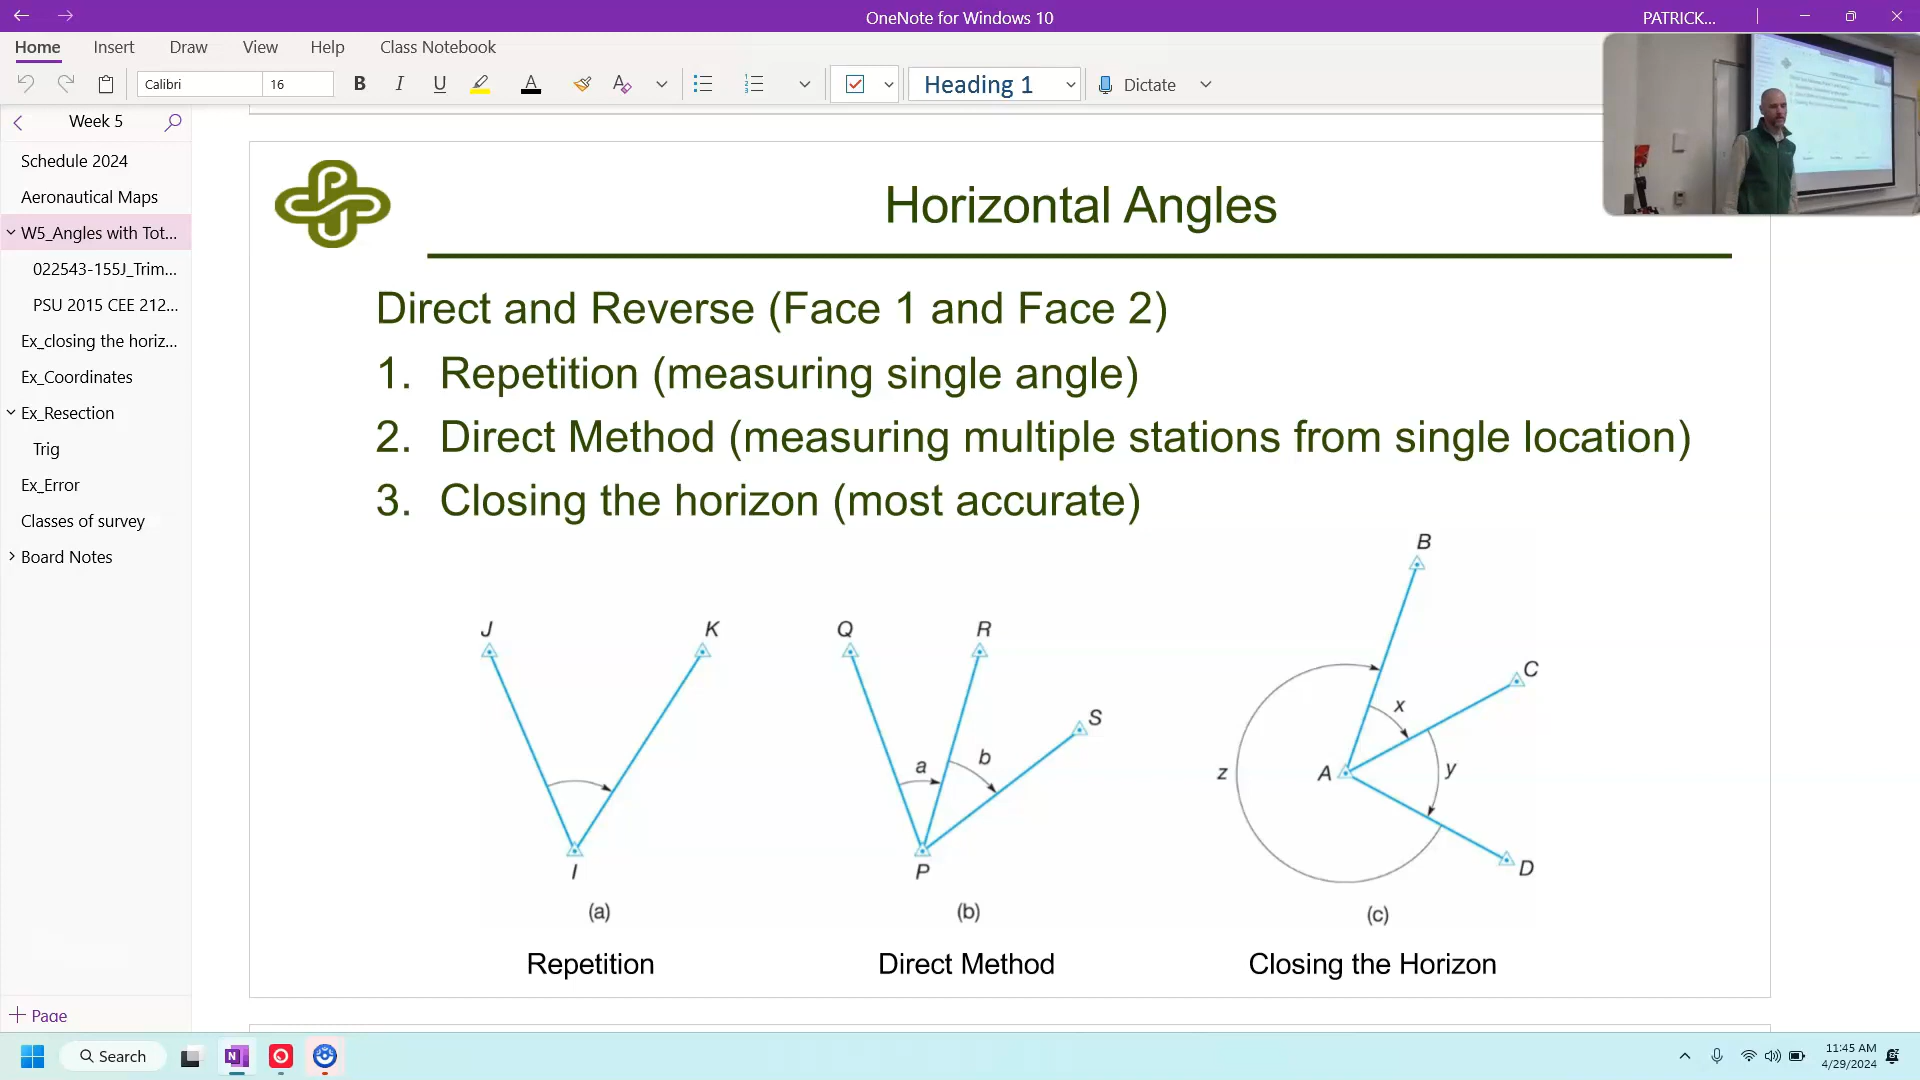 OneNote for Windows 10
PATRICK...
Home Insert Draw View Help Class Notebook
Calibri 16 B I U A Heading 1 Dictate
Week 5
Schedule 2024
Aeronautical Maps
W5_Angles with Tot...
022543-155J_Trim...
PSU 2015 CEE 212...
Ex_closing the horiz...
Ex_Coordinates
Ex_Resection
Trig
Ex_Error
Classes of survey
Board Notes
Page
Horizontal Angles
Direct and Reverse (Face 1 and Face 2)
1. Repetition (measuring single angle)
2. Direct Method (measuring multiple stations from single location)
3. Closing the horizon (most accurate)
J K
I
(a)
Repetition
Q R
S
a b
P
(b)
Direct Method
B
C
x
z A y
D
(c)
Closing the Horizon
Search
11:45 AM
4/29/2024